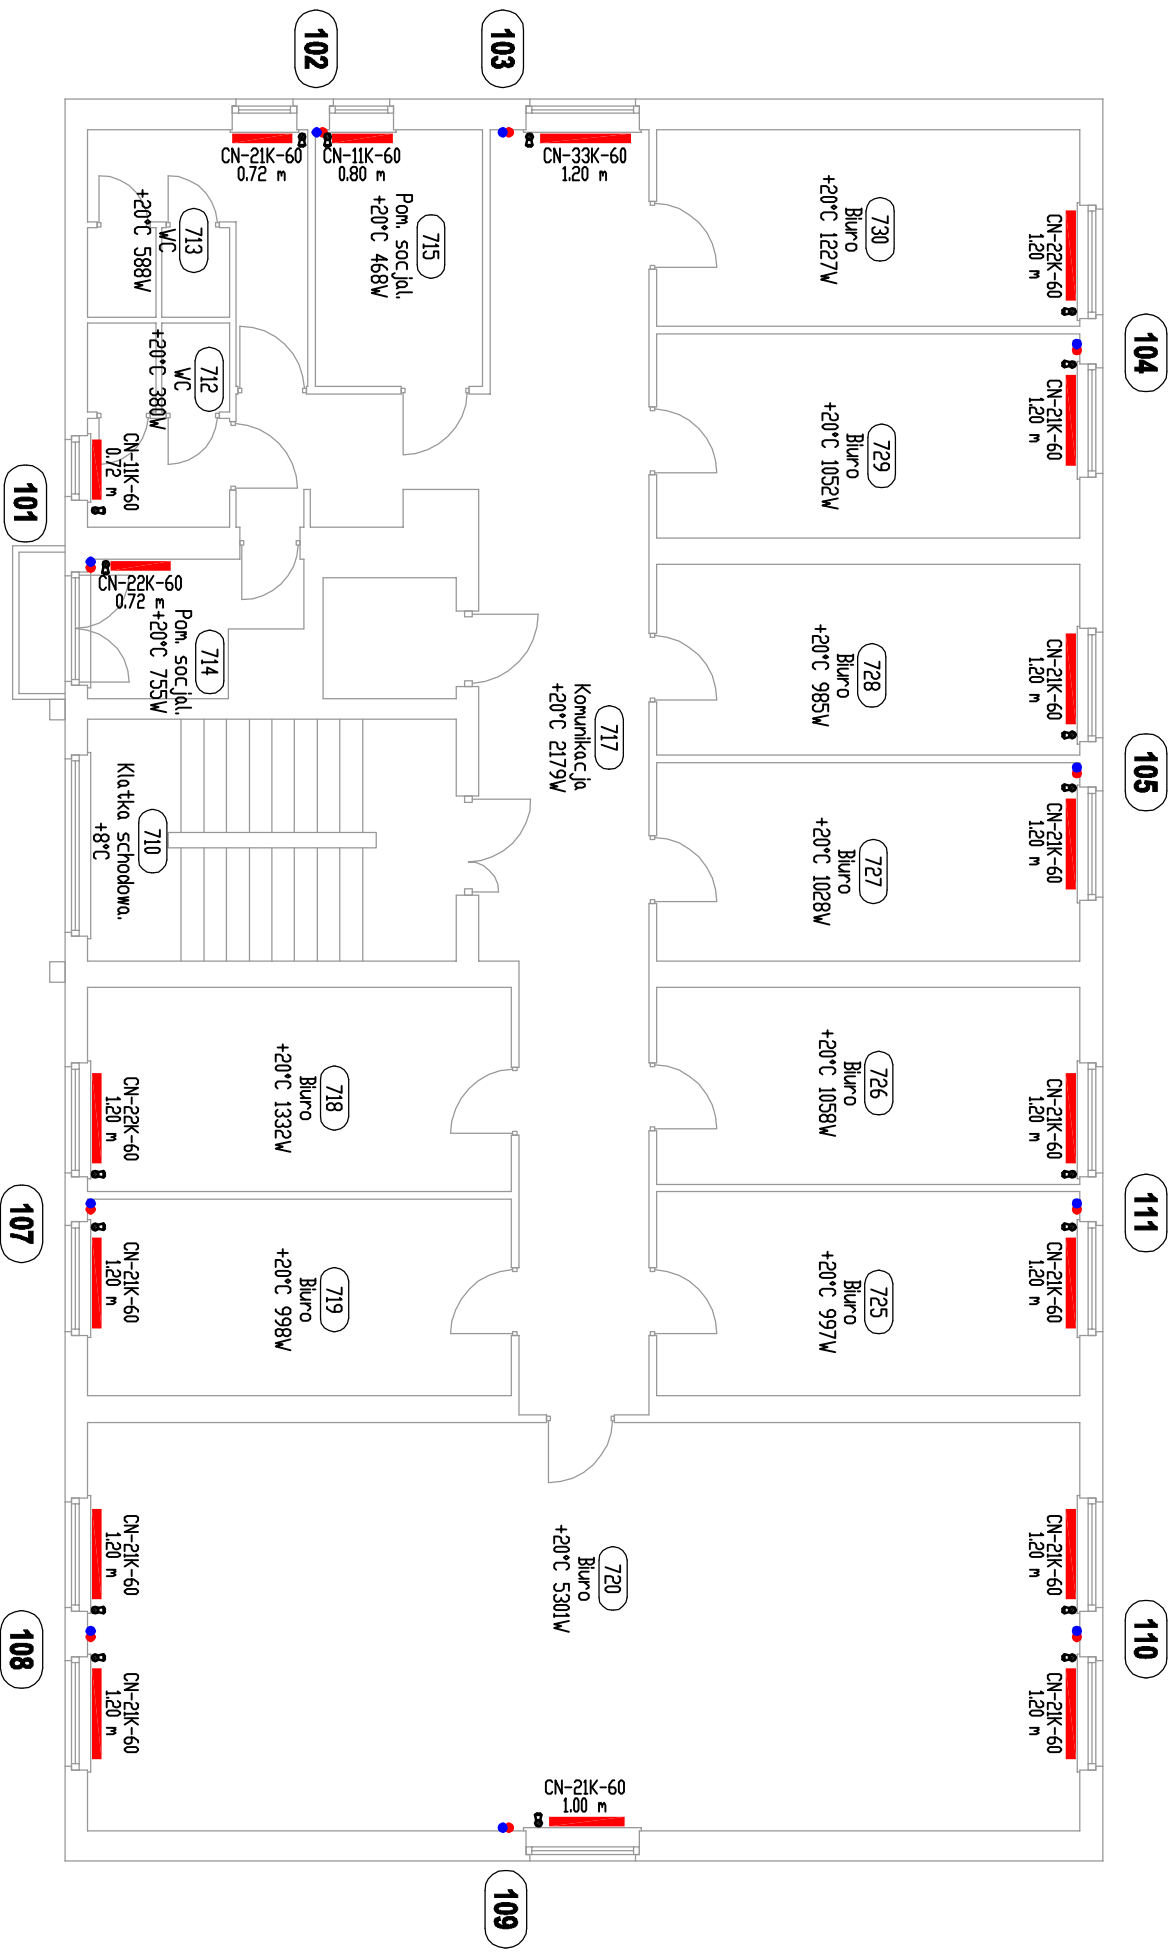 102
103
CN-21K-60
0.72 m
CN-11K-60
0.80 m
CN-33K-60
1.20 m
713
WC
+20°C 588W
715
Pom. socjal.
+20°C 468W
730
Biuro
+20°C 1227W
CN-22K-60
1.20 m
104
712
WC
+20°C 380W
CN-11K-60
0.72 m
729
Biuro
+20°C 1052W
CN-21K-60
1.20 m
101
CN-22K-60
0.72 m
714
Pom. socjal.
+20°C 755W
717
Komunikacja
+20°C 2179W
728
Biuro
+20°C 985W
CN-21K-60
1.20 m
105
710
Klatka schodowa.
+8°C
727
Biuro
+20°C 1028W
CN-21K-60
1.20 m
718
Biuro
+20°C 1332W
CN-22K-60
1.20 m
726
Biuro
+20°C 1058W
CN-21K-60
1.20 m
107
111
719
Biuro
+20°C 998W
CN-21K-60
1.20 m
725
Biuro
+20°C 997W
CN-21K-60
1.20 m
CN-21K-60
1.20 m
720
Biuro
+20°C 5301W
CN-21K-60
1.20 m
108
110
CN-21K-60
1.20 m
CN-21K-60
1.20 m
CN-21K-60
1.00 m
109